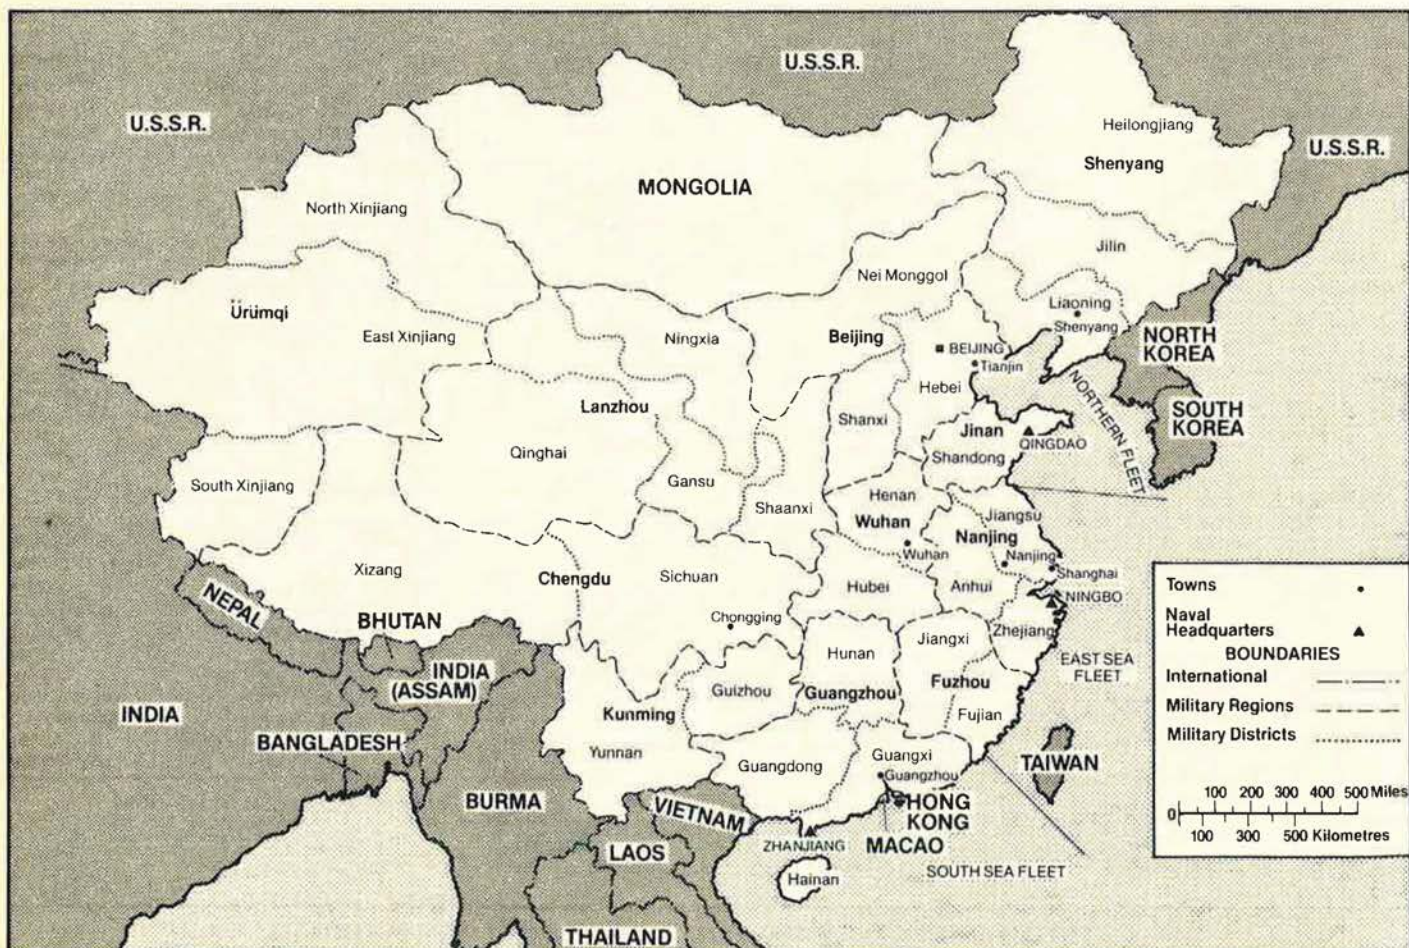 U.S.S.R.
U.S.S.R.
U.S.S.R.
Heilongjiang
Shenyang
MONGOLIA
North Xinjiang
Jilin
Nei Monggol
Ürümqi
East Xinjiang
Ningxia
Beijing
Liaoning
Shenyang
NORTH
KOREA
BEIJING
Tianjin
Hebei
NORTHERN FLEET
SOUTH
KOREA
Lanzhou
Shanxi
Jinan
QINGDAO
Shandong
Qinghai
Gansu
South Xinjiang
Shaanxi
Henan
Wuhan
Wuhan
Jiangsu
Nanjing
Nanjing
Shanghai
Xizang
Chengdu
Sichuan
Hubei
Anhui
NINGBO
NEPAL
BHUTAN
Chongging
Zhejiang
Jiangxi
Hunan
EAST SEA
FLEET
INDIA
(ASSAM)
Guizhou
Guangzhou
Fuzhou
INDIA
Kunming
Fujian
BANGLADESH
Yunnan
Guangdong
Guangxi
Guangzhou
TAIWAN
BURMA
VIETNAM
HONG
KONG
ZHANJIANG
MACAO
LAOS
SOUTH SEA FLEET
Hainan
THAILAND
Towns
Naval
Headquarters
BOUNDARIES
International
Military Regions
Military Districts
100 200 300 400 500 Miles
0
100 300 500 Kilometres